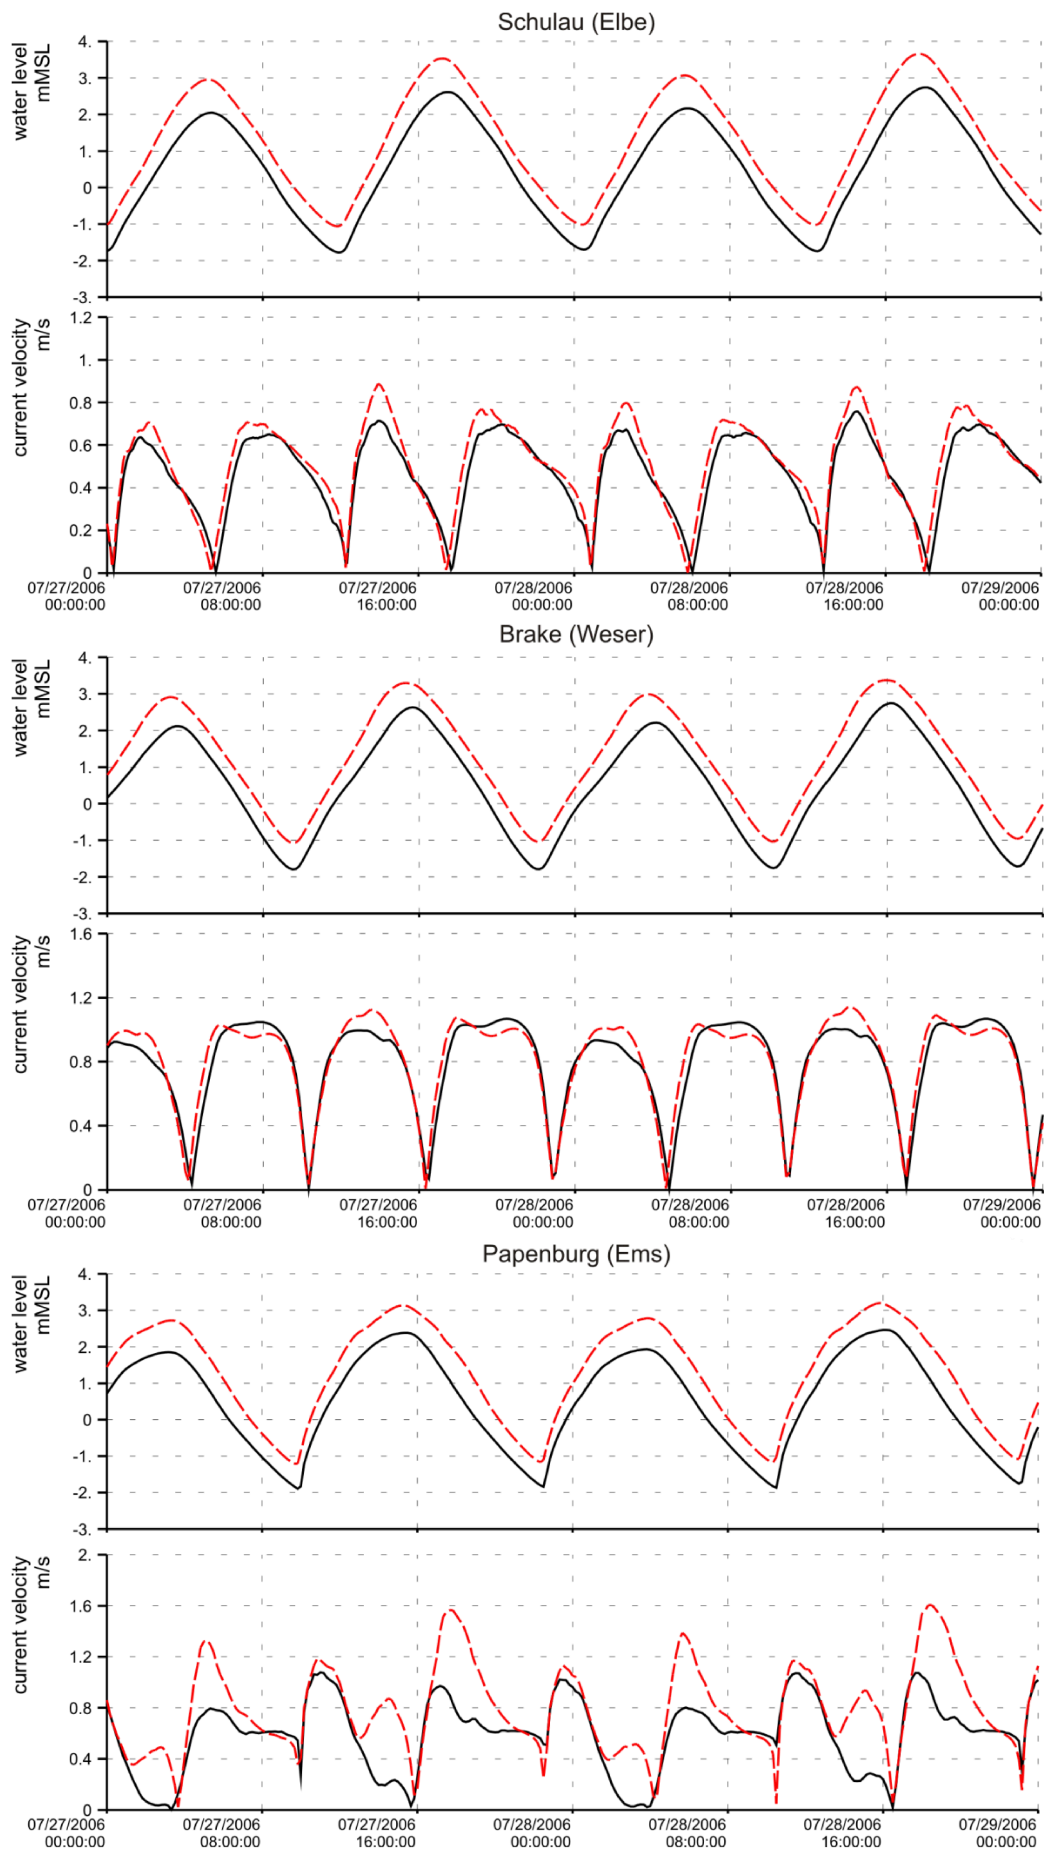 Schulau (Elbe)
water level
mMSL
4.
3.
2.
1.
0
-1.
-2.
-3.
current velocity
m/s
1.2
1.
0.8
0.6
0.4
0.2
0
07/27/2006 07/27/2006 07/27/2006 07/28/2006 07/28/2006 07/28/2006 07/29/2006
00:00:00 08:00:00 16:00:00 00:00:00 08:00:00 16:00:00 00:00:00
Brake (Weser)
water level
mMSL
4.
3.
2.
1.
0
-1.
-2.
-3.
current velocity
m/s
1.6
1.2
0.8
0.4
0
07/27/2006 07/27/2006 07/27/2006 07/28/2006 07/28/2006 07/28/2006 07/29/2006
00:00:00 08:00:00 16:00:00 00:00:00 08:00:00 16:00:00 00:00:00
Papenburg (Ems)
water level
mMSL
4.
3.
2.
1.
0
-1.
-2.
-3.
current velocity
m/s
2.
1.6
1.2
0.8
0.4
0
07/27/2006 07/27/2006 07/27/2006 07/28/2006 07/28/2006 07/28/2006 07/29/2006
00:00:00 08:00:00 16:00:00 00:00:00 08:00:00 16:00:00 00:00:00